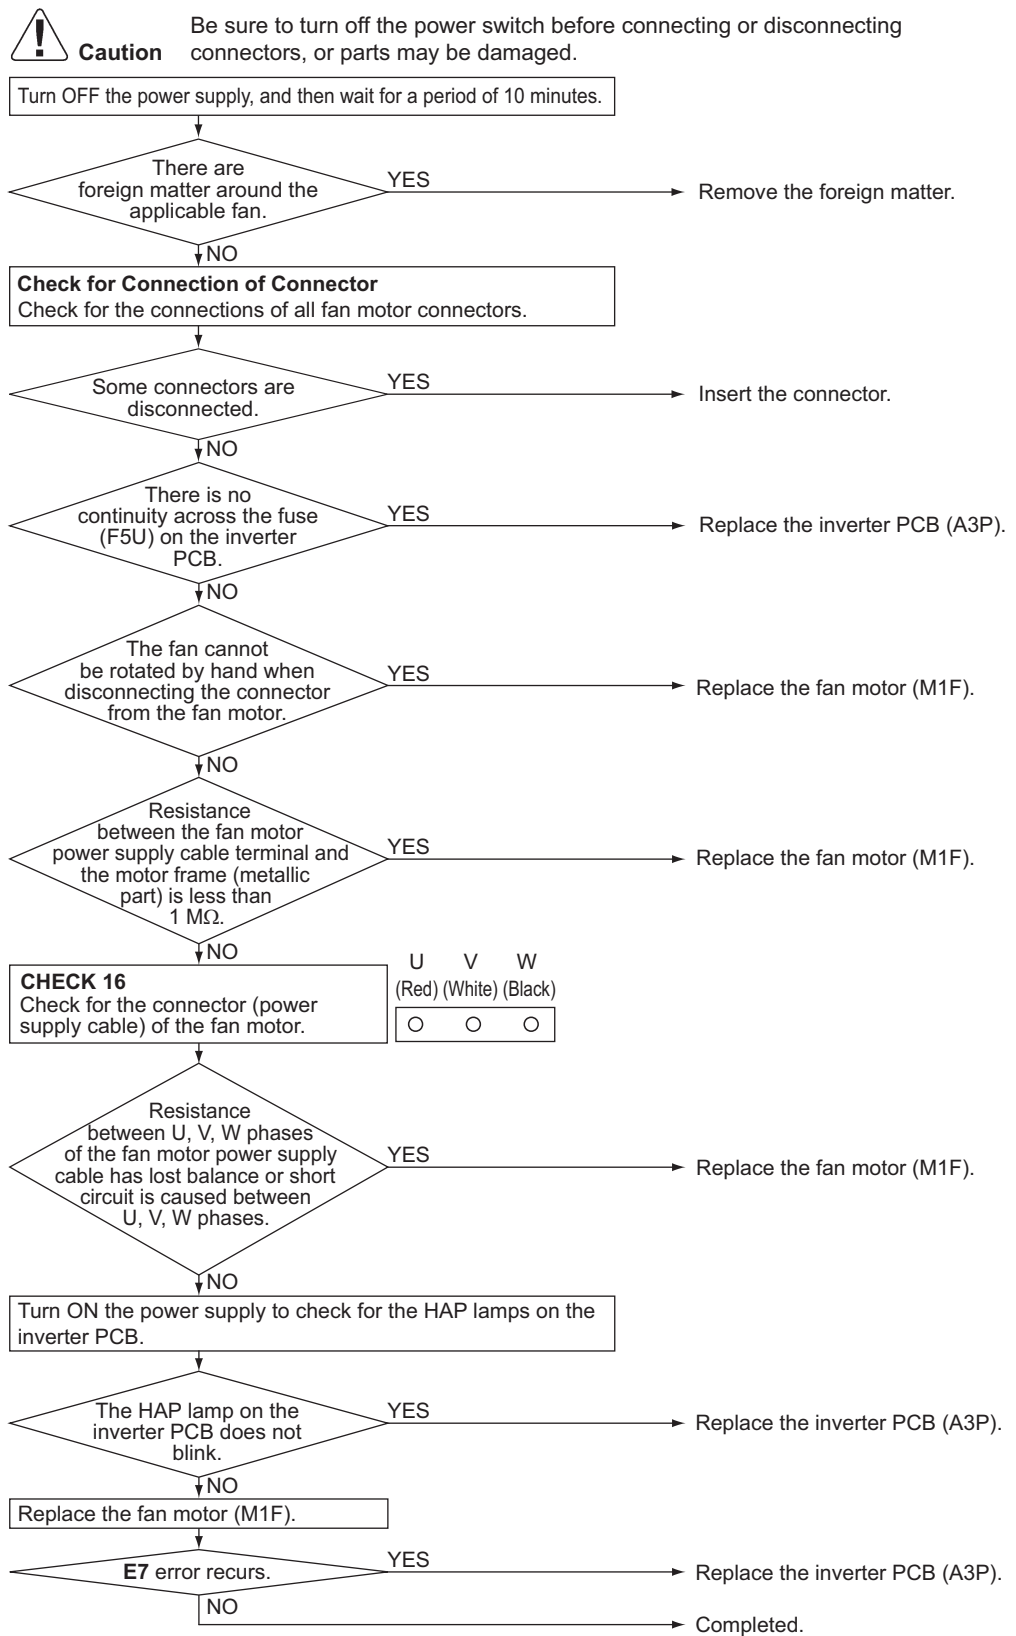 Caution
Be sure to turn off the power switch before connecting or disconnecting
connectors, or parts may be damaged.
Turn OFF the power supply, and then wait for a period of 10 minutes.
There are
foreign matter around the
applicable fan.
YES
Remove the foreign matter.
NO
Check for Connection of Connector
Check for the connections of all fan motor connectors.
Some connectors are
disconnected.
YES
Insert the connector.
NO
There is no
continuity across the fuse
(F5U) on the inverter
PCB.
YES
Replace the inverter PCB (A3P).
NO
The fan cannot
be rotated by hand when
disconnecting the connector
from the fan motor.
YES
Replace the fan motor (M1F).
NO
Resistance
between the fan motor
power supply cable terminal and
the motor frame (metallic
part) is less than
1 MΩ.
YES
Replace the fan motor (M1F).
NO
CHECK 16
Check for the connector (power
supply cable) of the fan motor.
U V W
(Red) (White) (Black)
Resistance
between U, V, W phases
of the fan motor power supply
cable has lost balance or short
circuit is caused between
U, V, W phases.
YES
Replace the fan motor (M1F).
NO
Turn ON the power supply to check for the HAP lamps on the
inverter PCB.
The HAP lamp on the
inverter PCB does not
blink.
YES
Replace the inverter PCB (A3P).
NO
Replace the fan motor (M1F).
E7 error recurs.
YES
Replace the inverter PCB (A3P).
NO
Completed.